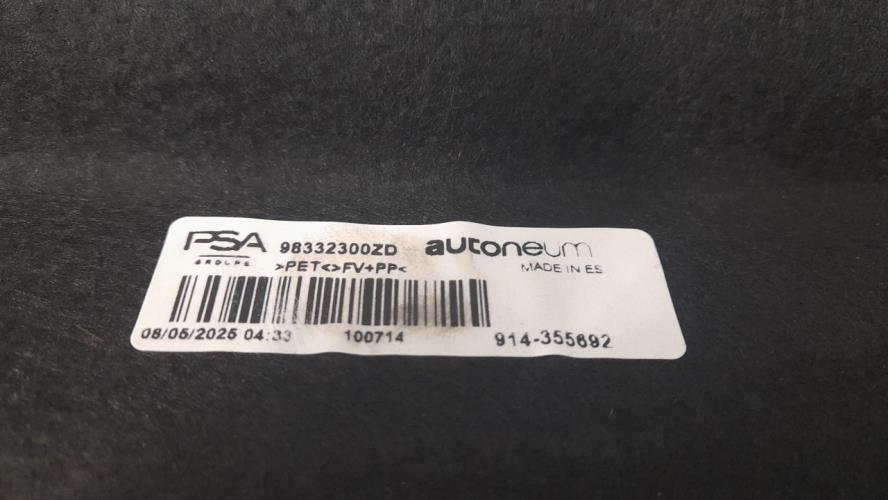 PSA 98332300ZD autoneum
GROUPE >PET<>FV+PP< MADE IN ES
08/05/2025 04:33 100714 914-355692